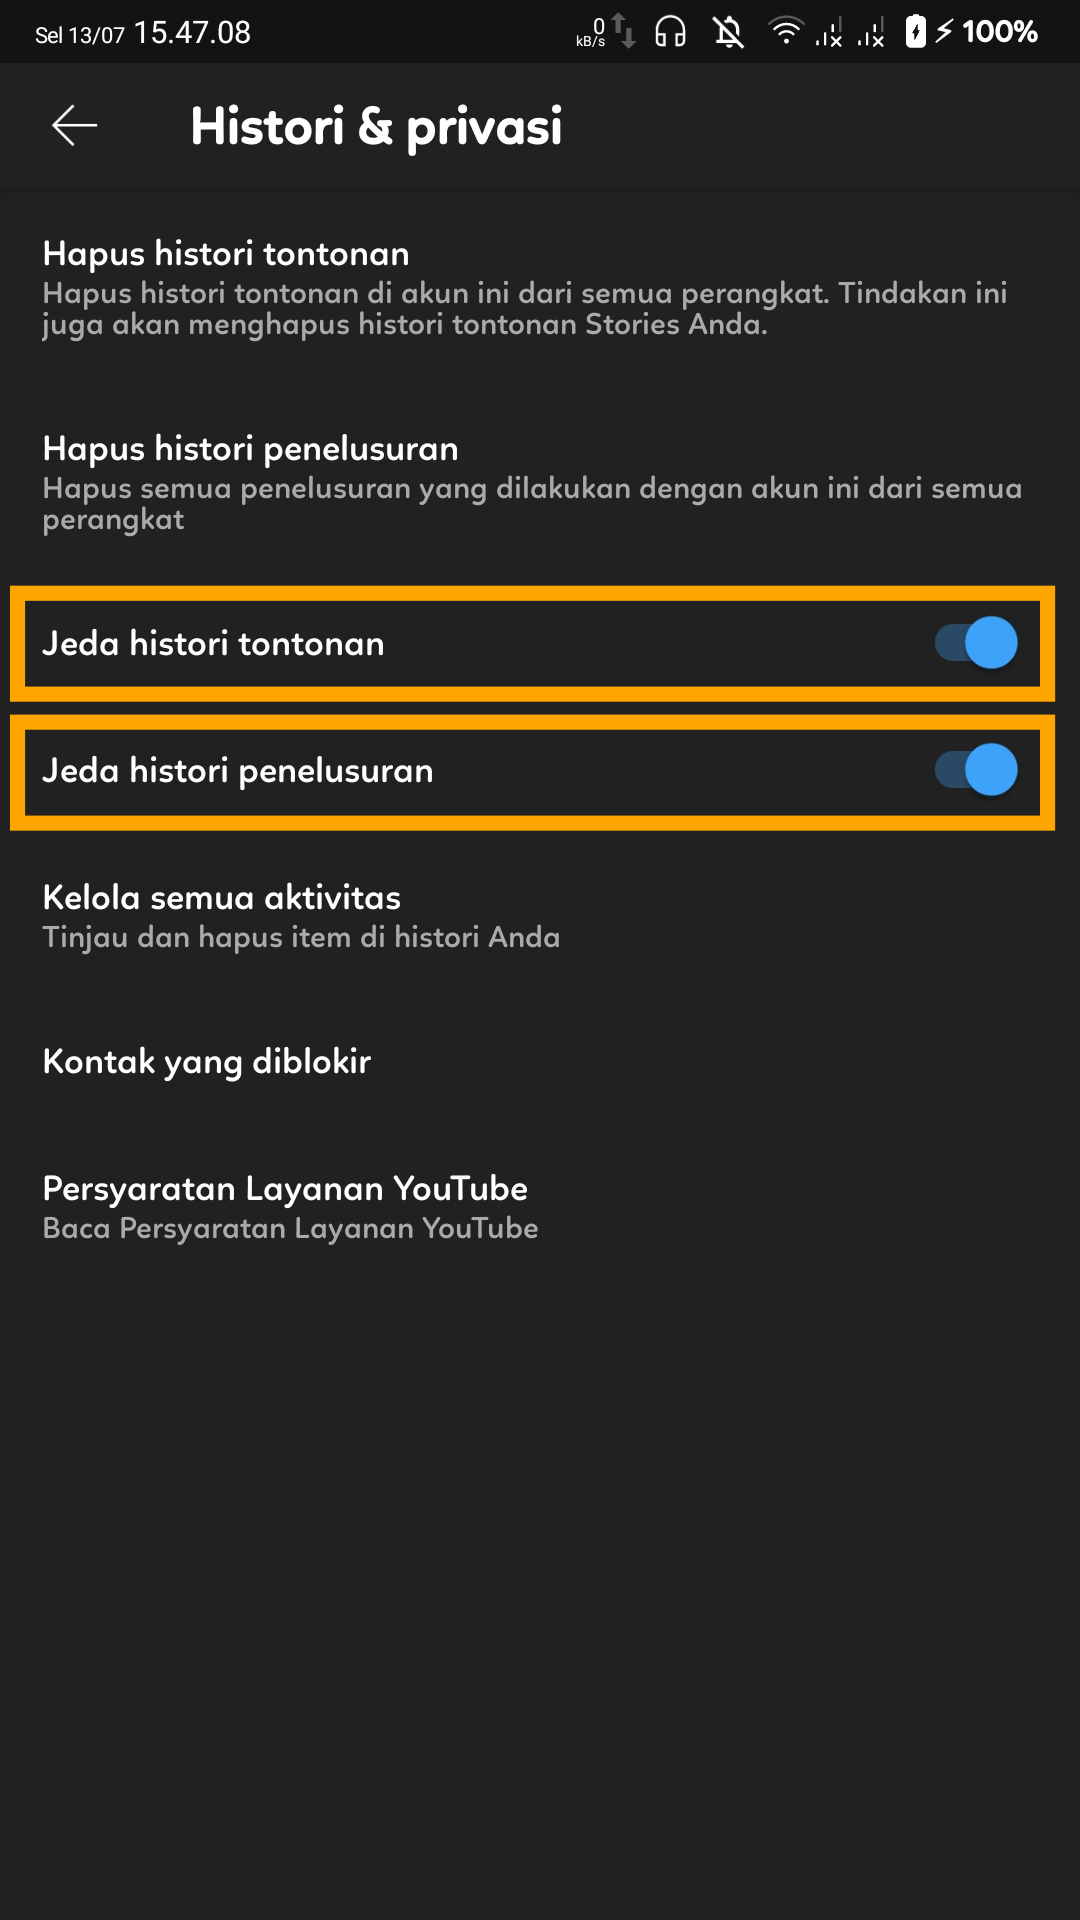 Sel 13/07 15.47.08
0
kB/s
100%
Histori & privasi
Hapus histori tontonan
Hapus histori tontonan di akun ini dari semua perangkat. Tindakan ini
juga akan menghapus histori tontonan Stories Anda.
Hapus histori penelusuran
Hapus semua penelusuran yang dilakukan dengan akun ini dari semua
perangkat
Jeda histori tontonan
Jeda histori penelusuran
Kelola semua aktivitas
Tinjau dan hapus item di histori Anda
Kontak yang diblokir
Persyaratan Layanan YouTube
Baca Persyaratan Layanan YouTube